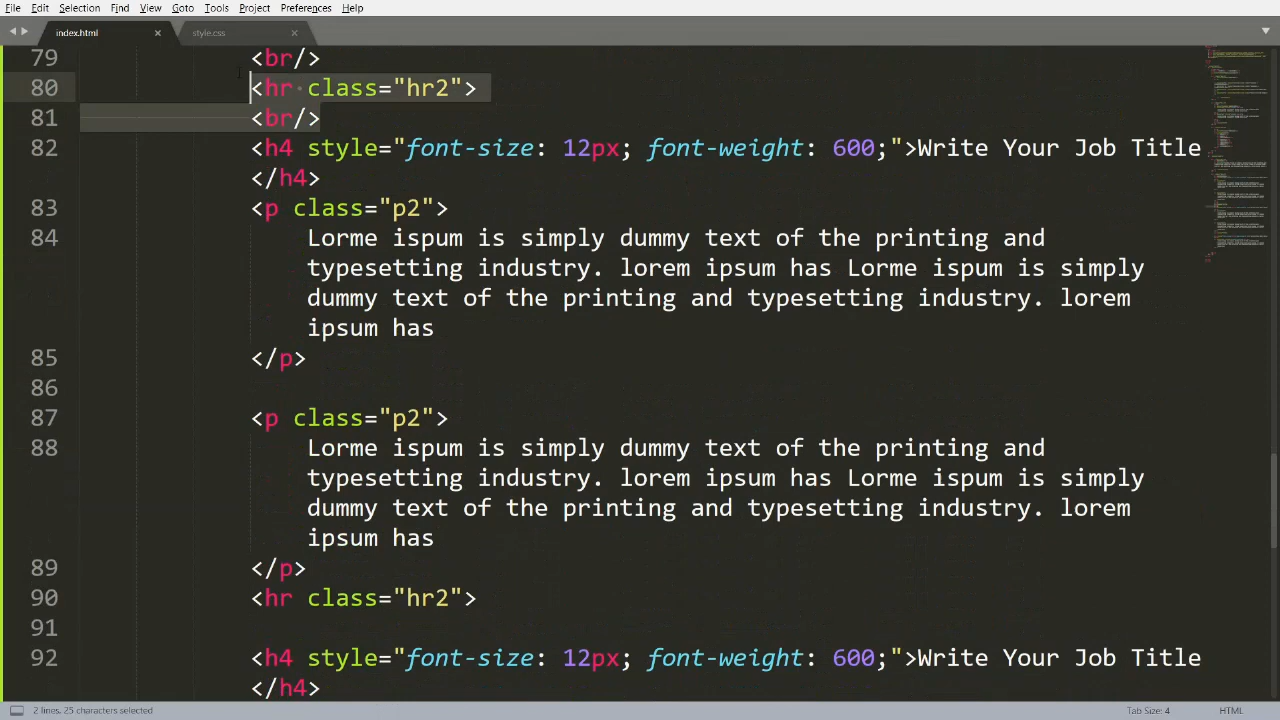 File Edit Selection Find View Goto Tools Project Preferences Help
index.html × style.css ×
79 <br/>
80 <hr class="hr2">
81 <br/>
82 <h4 style="font-size: 12px; font-weight: 600;">Write Your Job Title
</h4>
83 <p class="p2">
84 Lorme ispum is simply dummy text of the printing and
typesetting industry. lorem ipsum has Lorme ispum is simply
dummy text of the printing and typesetting industry. lorem
ipsum has
85 </p>
86
87 <p class="p2">
88 Lorme ispum is simply dummy text of the printing and
typesetting industry. lorem ipsum has Lorme ispum is simply
dummy text of the printing and typesetting industry. lorem
ipsum has
89 </p>
90 <hr class="hr2">
91
92 <h4 style="font-size: 12px; font-weight: 600;">Write Your Job Title
</h4>
2 lines, 25 characters selected Tab Size: 4 HTML